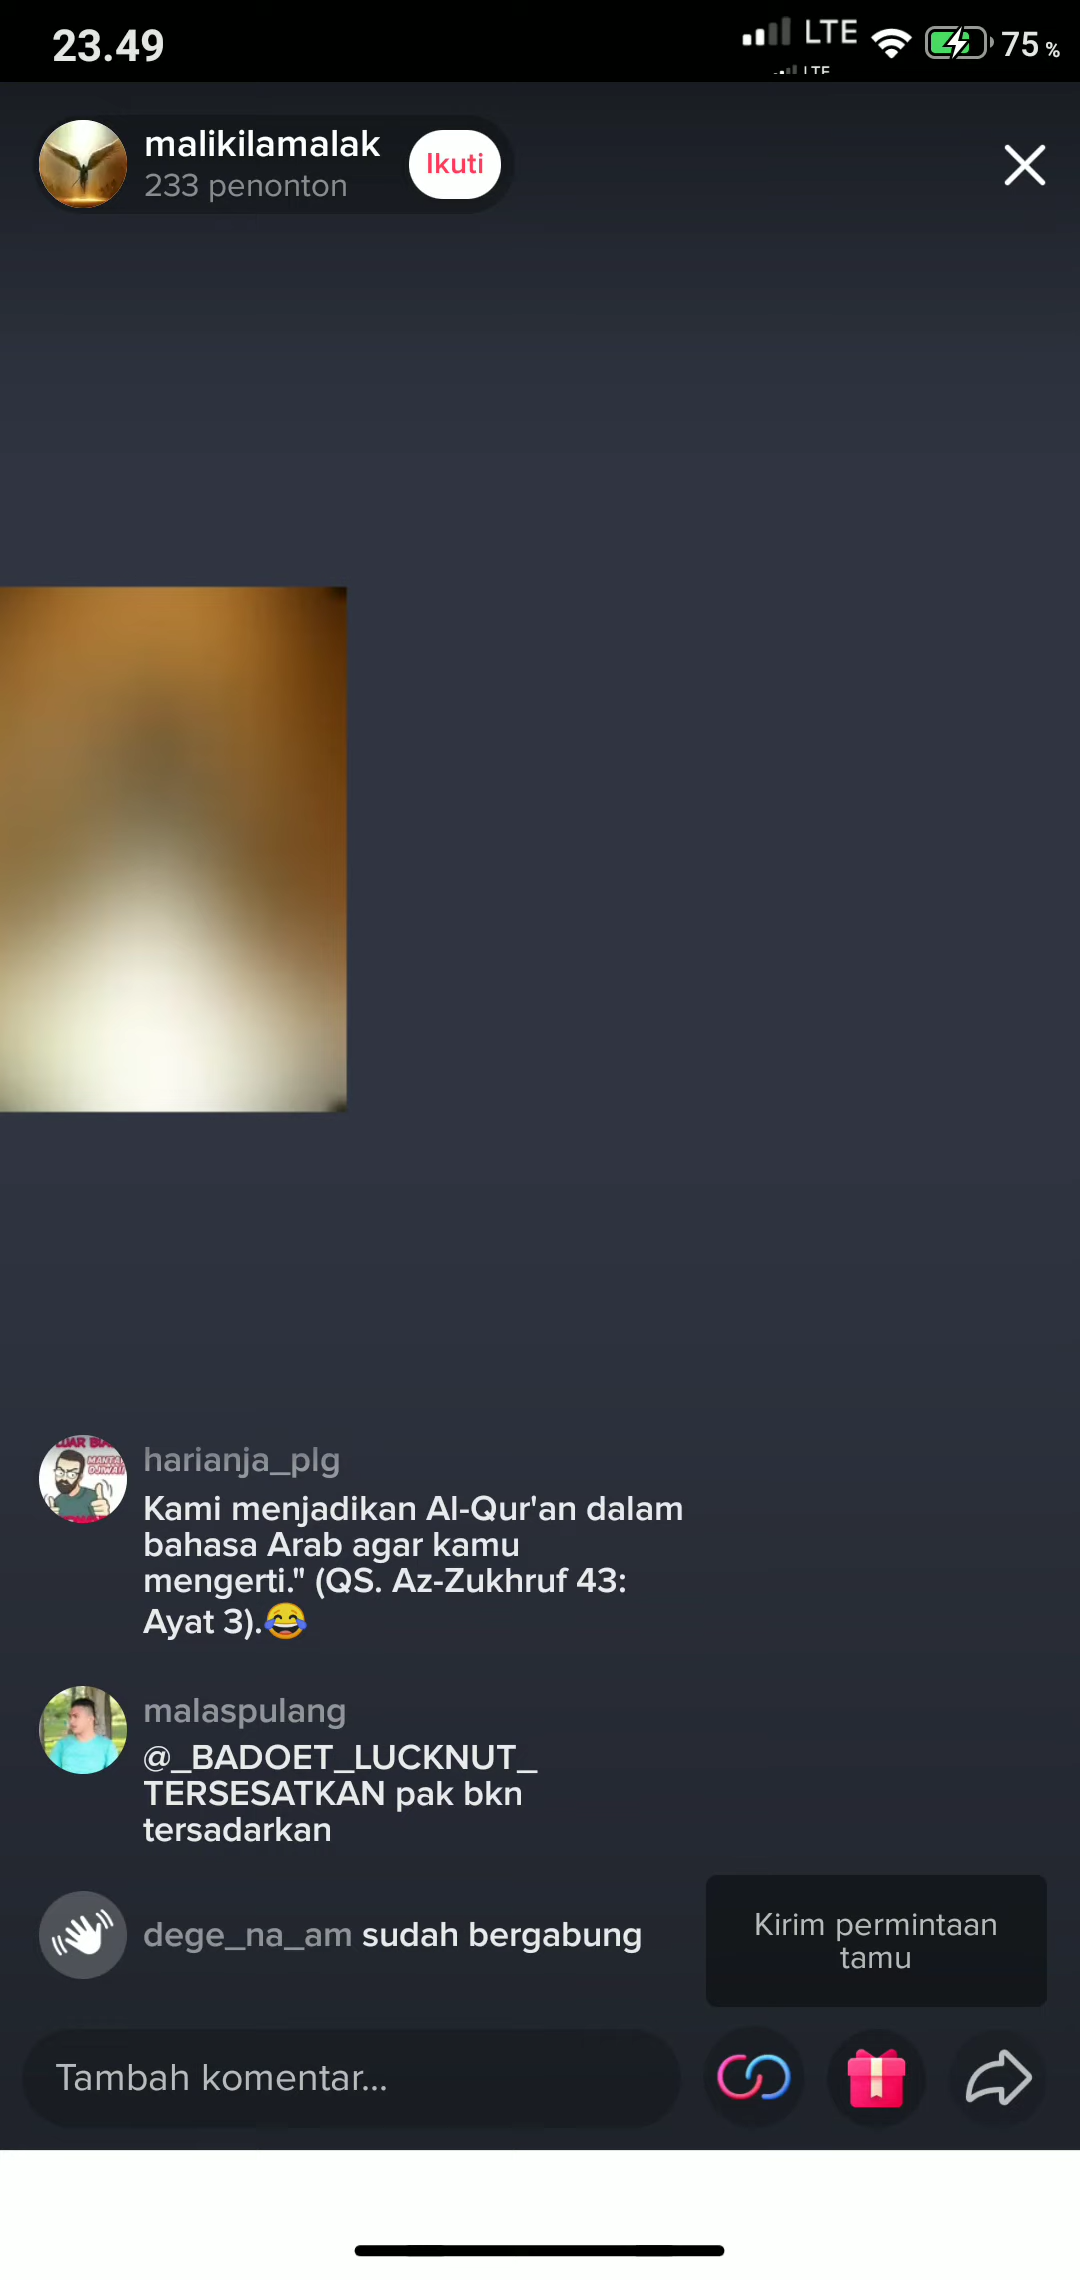 23.49
LTE
75 %
LTE
malikilamalak
233 penonton
Ikuti
harianja_plg
Kami menjadikan Al-Qur'an dalam
bahasa Arab agar kamu
mengerti." (QS. Az-Zukhruf 43:
Ayat 3).😂
malaspulang
@_BADOET_LUCKNUT_
TERSESATKAN pak bkn
tersadarkan
dege_na_am sudah bergabung
Kirim permintaan
tamu
Tambah komentar...